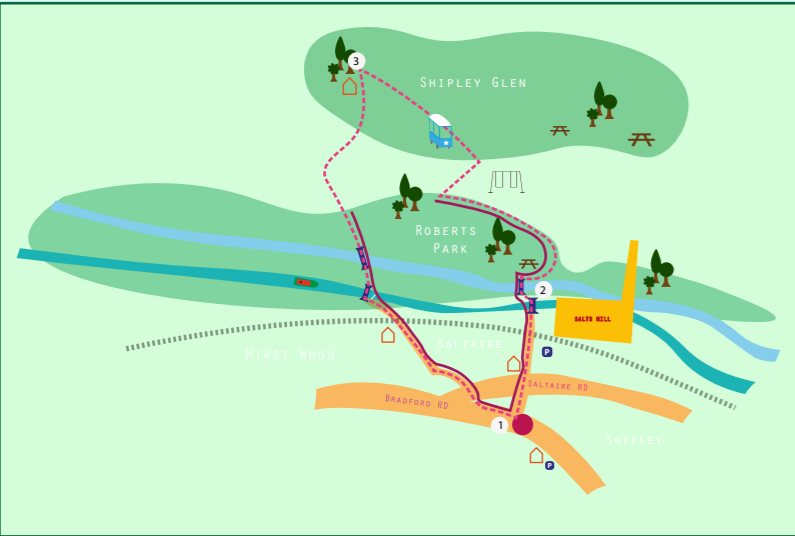 3
SHIPLEY GLEN
ROBERTS
PARK
2
SALTS MILL
SALTAIRE
P
HIRST WOOD
SALTAIRE RD
BRADFORD RD
1
SHIPLEY
P